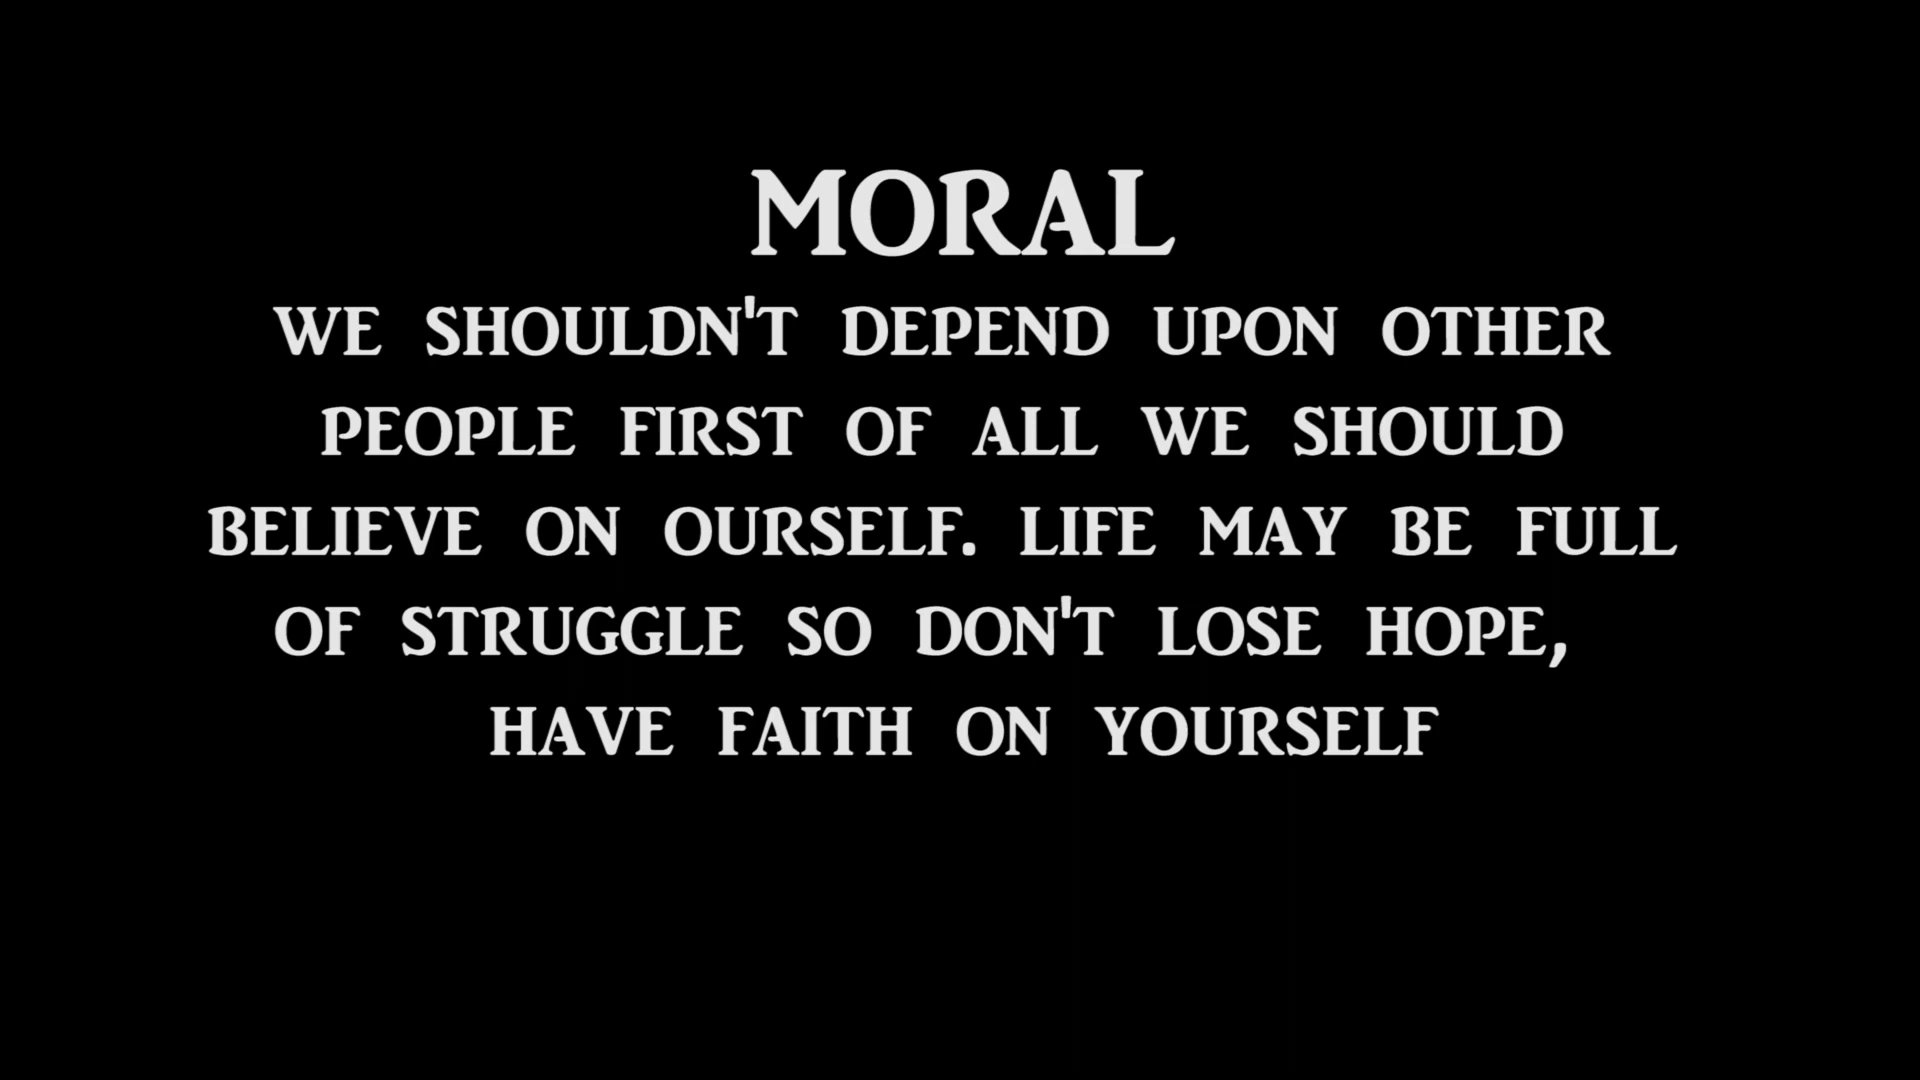 MORAL
WE SHOULDN'T DEPEND UPON OTHER
PEOPLE FIRST OF ALL WE SHOULD
BELIEVE ON OURSELF. LIFE MAY BE FULL
OF STRUGGLE SO DON'T LOSE HOPE,
HAVE FAITH ON YOURSELF